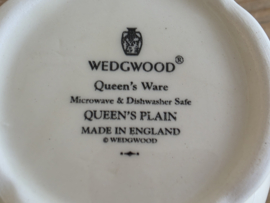 WEDGWOOD®
Queen's Ware
Microwave & Dishwasher Safe
QUEEN'S PLAIN
MADE IN ENGLAND
© WEDGWOOD